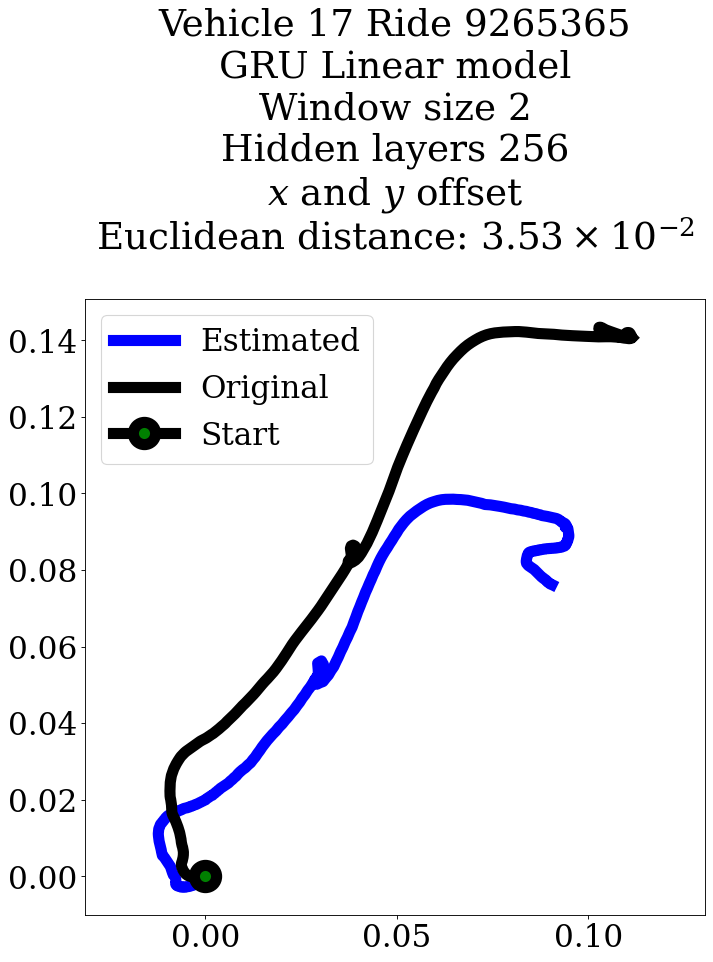 Vehicle 17 Ride 9265365
GRU Linear model
Window size 2
Hidden layers 256
x and y offset
Euclidean distance: 3.53 × 10⁻²
Estimated
Original
Start
0.14
0.12
0.10
0.08
0.06
0.04
0.02
0.00
0.00 0.05 0.10